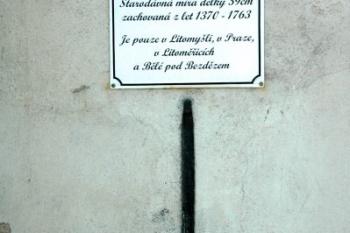 Starodávná míra délky 59cm
zachovaná z let 1370 - 1763
Je pouze v Litomyšli, v Praze,
v Litoměřicích
a Bělé pod Bezdězem